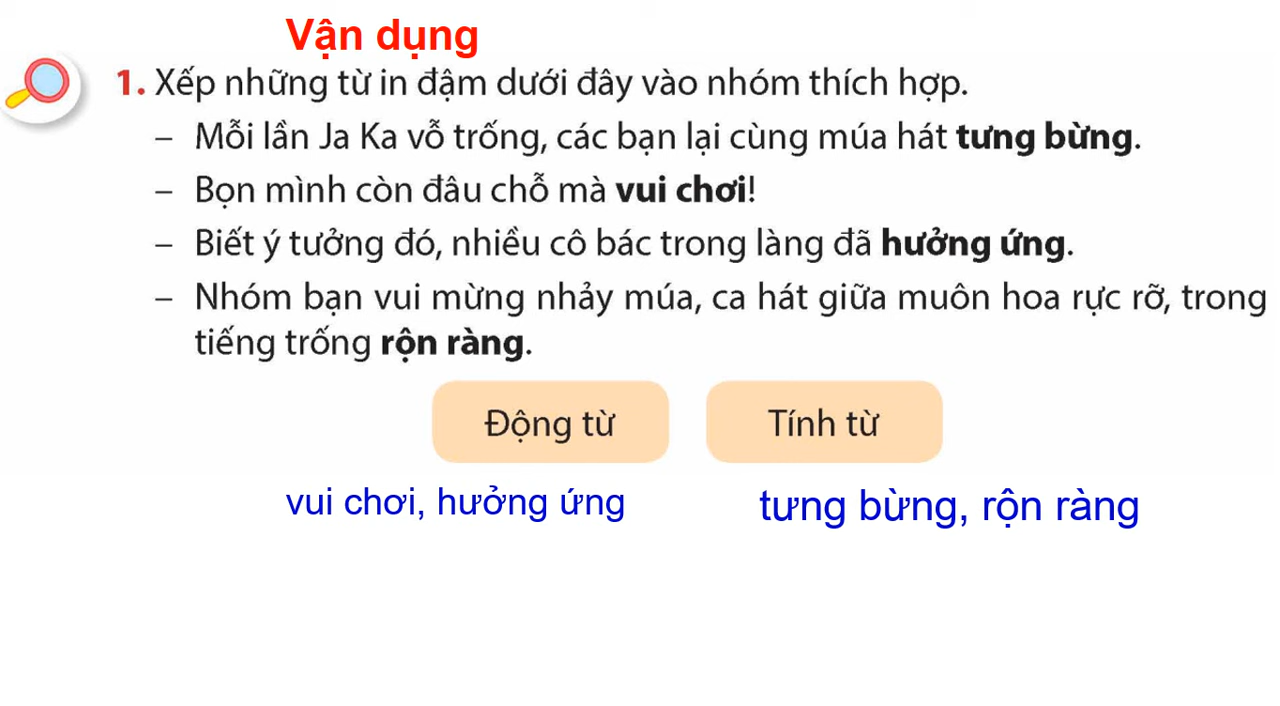 Vận dụng
1. Xếp những từ in đậm dưới đây vào nhóm thích hợp.
– Mỗi lần Ja Ka vỗ trống, các bạn lại cùng múa hát tưng bừng.
– Bọn mình còn đâu chỗ mà vui chơi!
– Biết ý tưởng đó, nhiều cô bác trong làng đã hưởng ứng.
– Nhóm bạn vui mừng nhảy múa, ca hát giữa muôn hoa rực rỡ, trong
tiếng trống rộn ràng.
Động từ Tính từ
vui chơi, hưởng ứng tưng bừng, rộn ràng